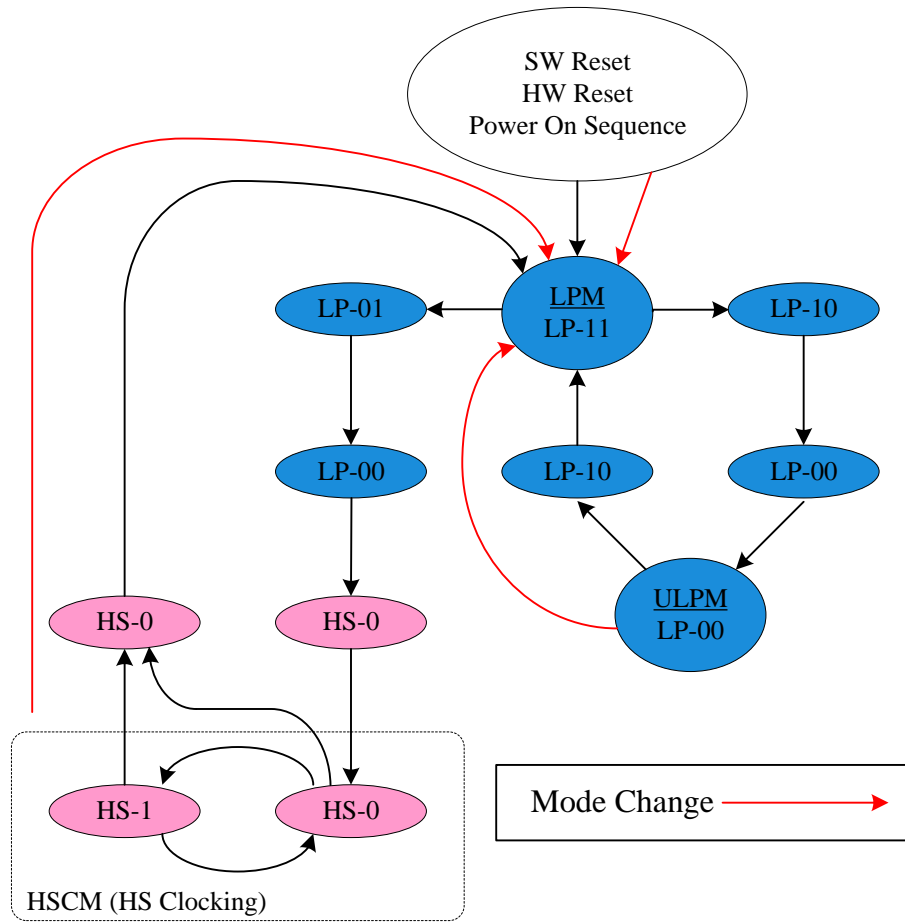 SW Reset
HW Reset
Power On Sequence
LP-01
LPM
LP-11
LP-10
LP-00
LP-10
LP-00
ULPM
LP-00
HS-0
HS-0
HS-1
HS-0
Mode Change
HSCM (HS Clocking)